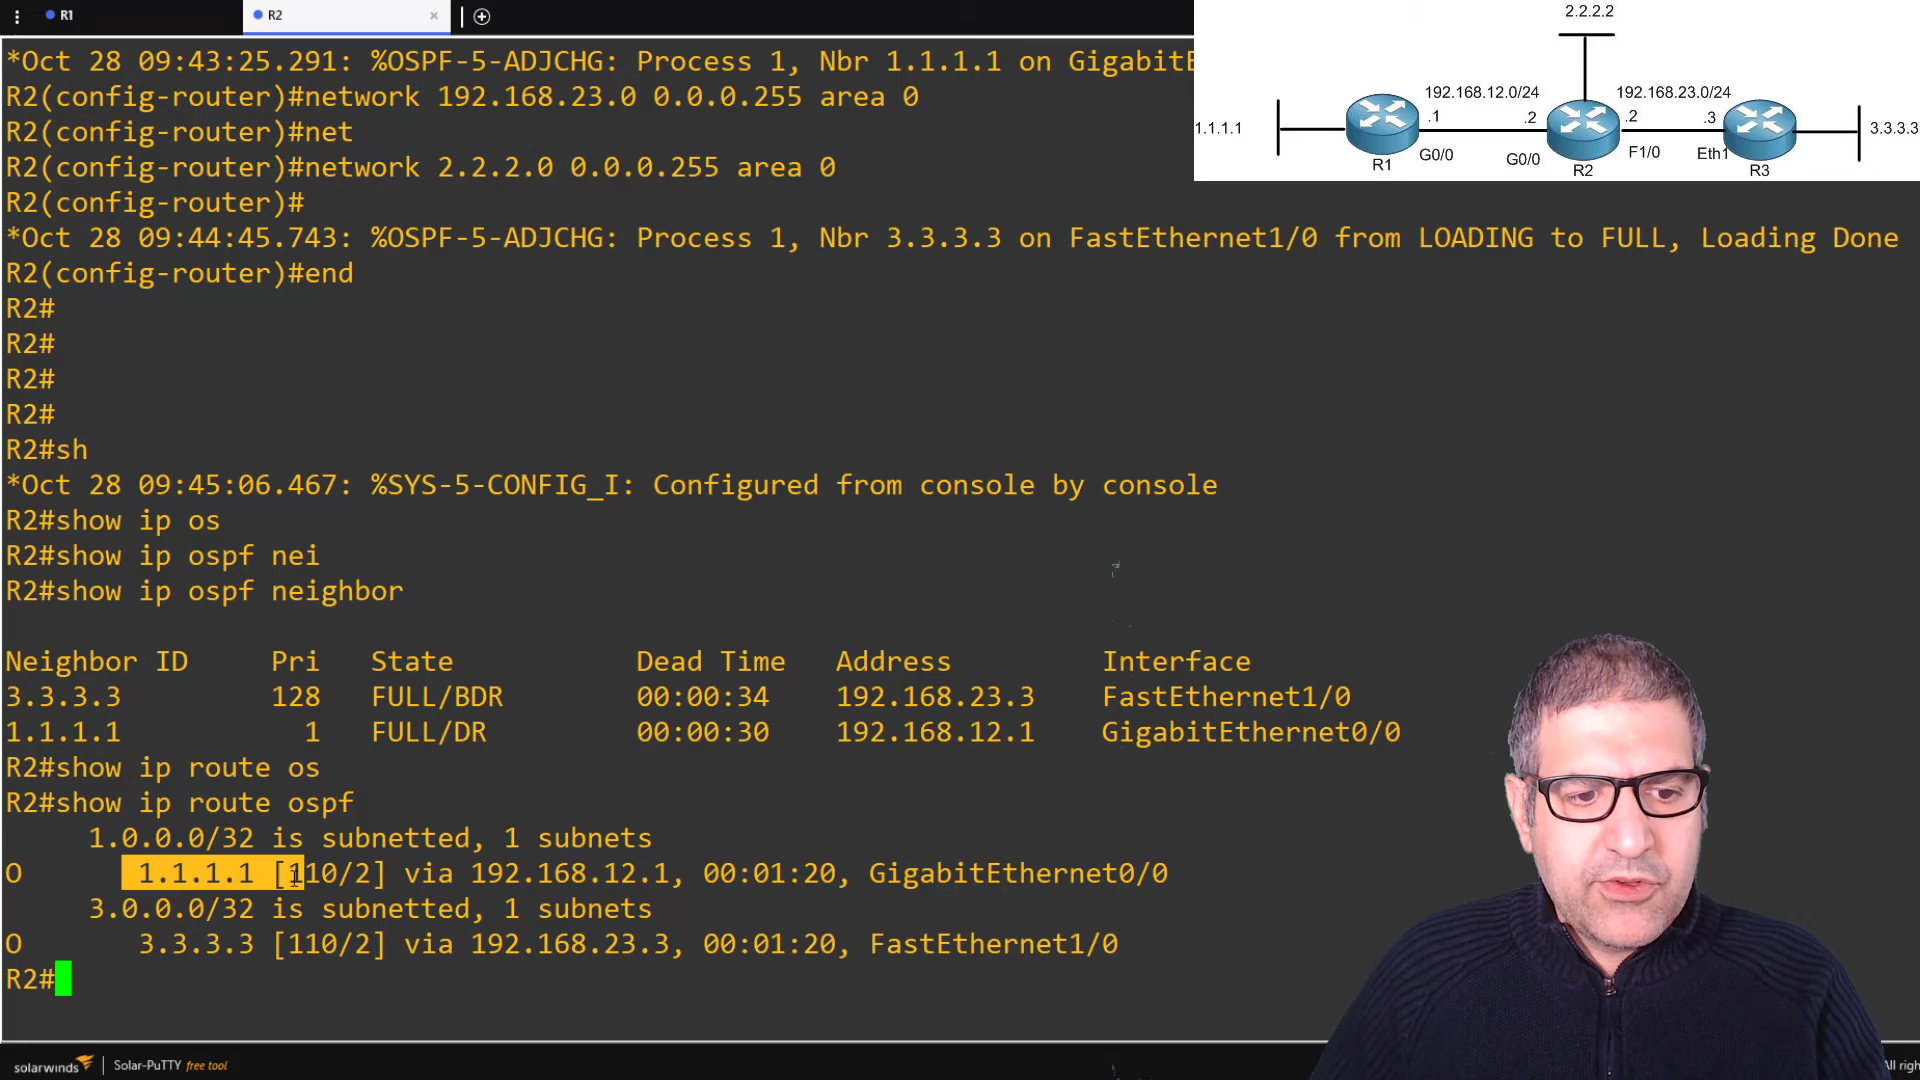 R1
R2
*Oct 28 09:43:25.291: %OSPF-5-ADJCHG: Process 1, Nbr 1.1.1.1 on GigabitE
R2(config-router)#network 192.168.23.0 0.0.0.255 area 0
R2(config-router)#net
R2(config-router)#network 2.2.2.0 0.0.0.255 area 0
R2(config-router)#
*Oct 28 09:44:45.743: %OSPF-5-ADJCHG: Process 1, Nbr 3.3.3.3 on FastEthernet1/0 from LOADING to FULL, Loading Done
R2(config-router)#end
R2#
R2#
R2#
R2#
R2#sh
*Oct 28 09:45:06.467: %SYS-5-CONFIG_I: Configured from console by console
R2#show ip os
R2#show ip ospf nei
R2#show ip ospf neighbor
Neighbor ID Pri State Dead Time Address Interface
3.3.3.3 128 FULL/BDR 00:00:34 192.168.23.3 FastEthernet1/0
1.1.1.1 1 FULL/DR 00:00:30 192.168.12.1 GigabitEthernet0/0
R2#show ip route os
R2#show ip route ospf
1.0.0.0/32 is subnetted, 1 subnets
O 1.1.1.1 [110/2] via 192.168.12.1, 00:01:20, GigabitEthernet0/0
3.0.0.0/32 is subnetted, 1 subnets
O 3.3.3.3 [110/2] via 192.168.23.3, 00:01:20, FastEthernet1/0
R2#
2.2.2.2
192.168.12.0/24 192.168.23.0/24
1.1.1.1 .1 .2 .2 .3 3.3.3.3
G0/0 G0/0 F1/0 Eth1
R1 R2 R3
solarwinds Solar-PuTTY free tool
All righ